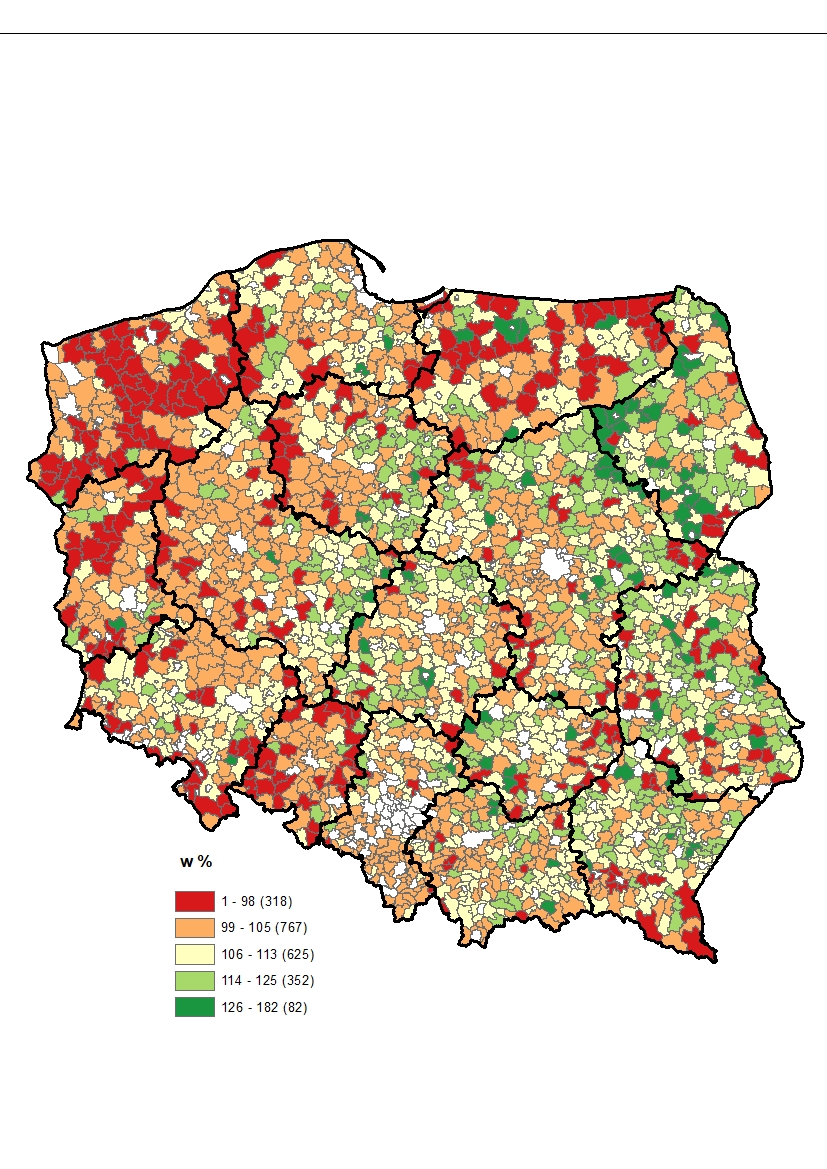 w %
1 - 98 (318)
99 - 105 (767)
106 - 113 (625)
114 - 125 (352)
126 - 182 (82)